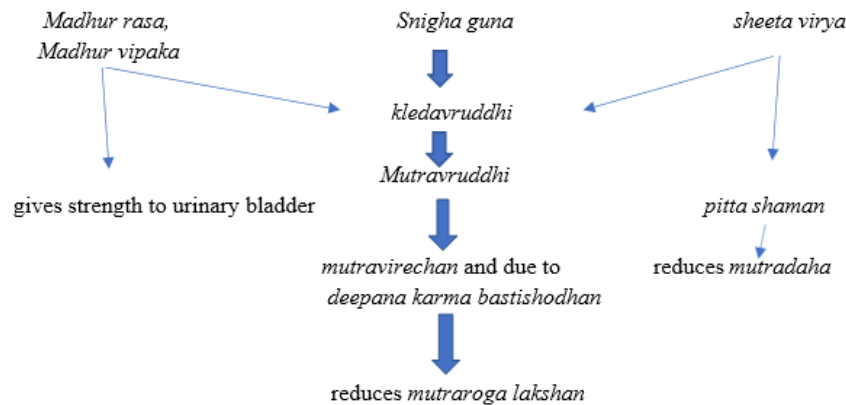 Madhur rasa,
Madhur vipaka
Snigha guna
sheeta virya
kledavruddhi
Mutravruddhi
gives strength to urinary bladder
pitta shaman
mutravirechan and due to
deepana karma bastishodhan
reduces mutradaha
reduces mutraroga lakshan